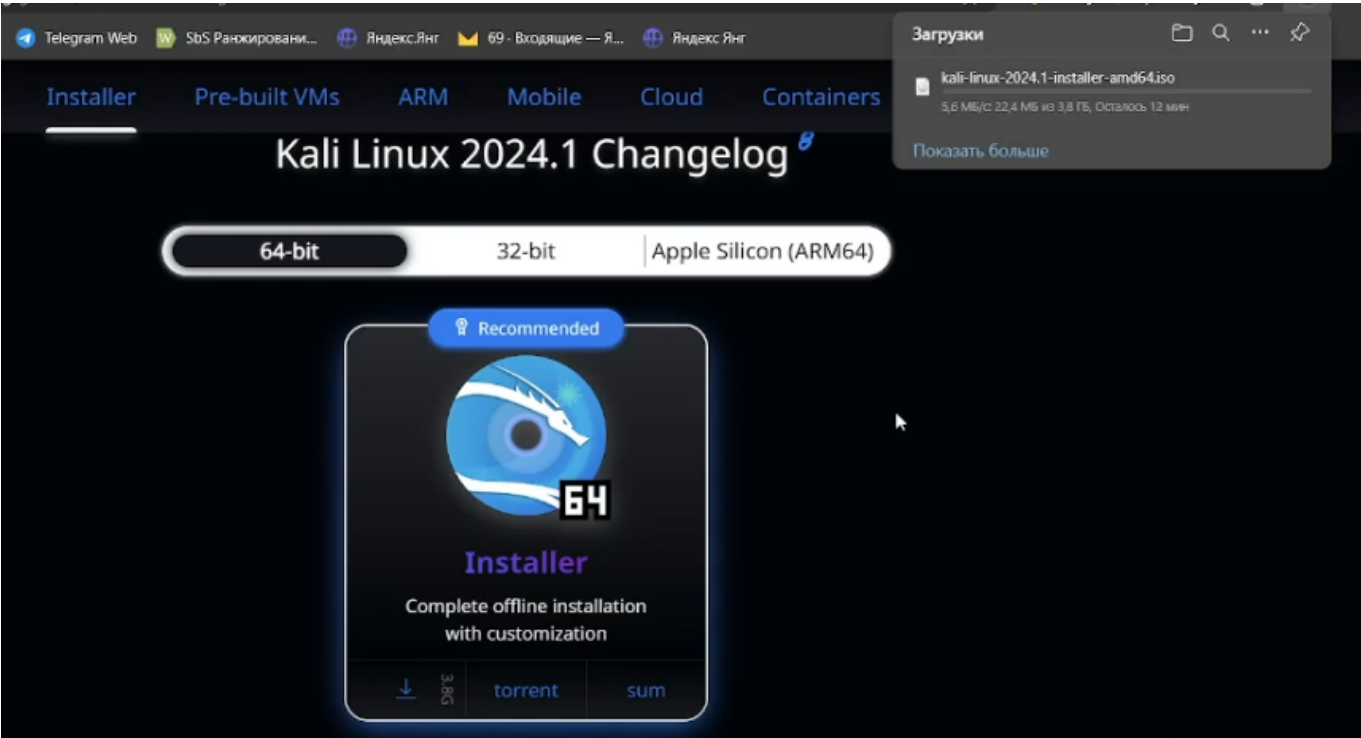 Telegram Web
SbS Ранжировани...
Яндекс.Янг
69 · Входящие — Я...
Яндекс Янг
Загрузки
kali-linux-2024.1-installer-amd64.iso
5,6 МБ/с: 22,4 МБ из 3,8 ГБ, Осталось 12 мин
Показать больше
Installer
Pre-built VMs
ARM
Mobile
Cloud
Containers
Kali Linux 2024.1 Changelog
64-bit
32-bit
Apple Silicon (ARM64)
Recommended
64
Installer
Complete offline installation
with customization
3.8G
torrent
sum